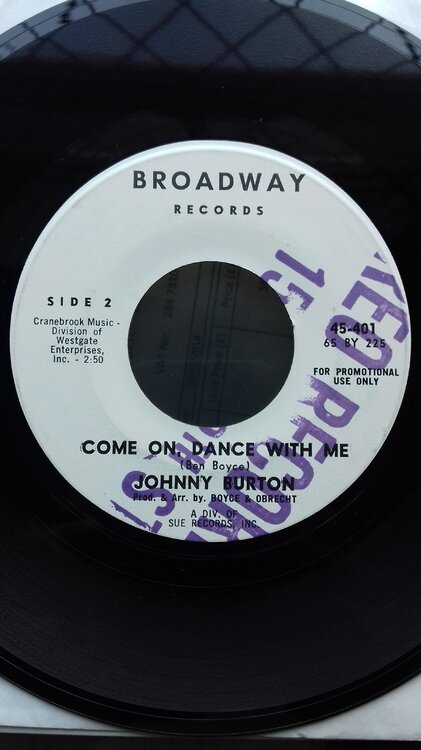 BROADWAY
RECORDS
SIDE 2
Cranebrook Music -
Division of
Westgate
Enterprises,
Inc. - 2:50
45-401
65 BY 225
FOR PROMOTIONAL
USE ONLY
COME ON, DANCE WITH ME
(Ben Boyce)
JOHNNY BURTON
Prod. & Arr. by. BOYCE & OBRECHT
A DIV. OF
SUE RECORDS, INC.